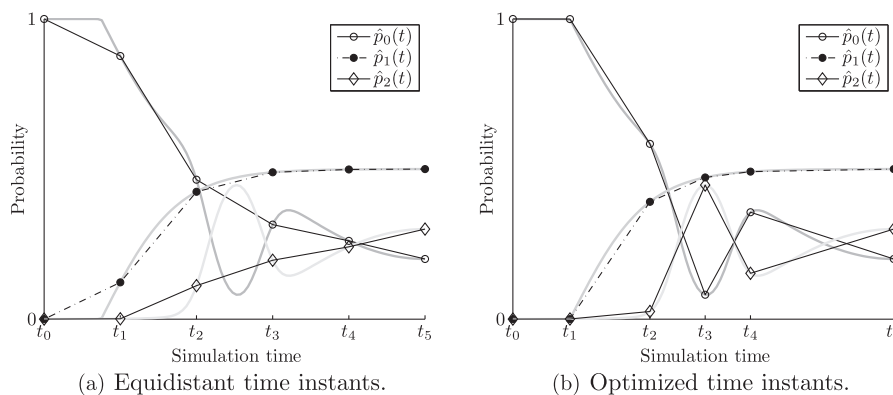 1
Probability
0
p̂₀(t)
p̂₁(t)
p̂₂(t)
t₀ t₁ t₂ t₃ t₄ t₅
Simulation time
(a) Equidistant time instants.
1
Probability
0
p̂₀(t)
p̂₁(t)
p̂₂(t)
t₀ t₁ t₂ t₃ t₄ t
Simulation time
(b) Optimized time instants.